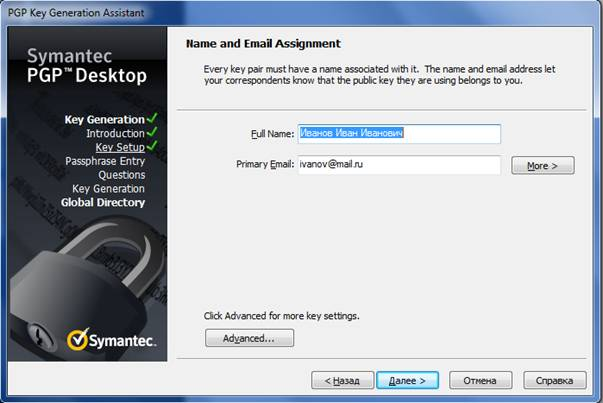 PGP Key Generation Assistant
Symantec
PGP™ Desktop
Key Generation
Introduction
Key Setup
Passphrase Entry
Questions
Key Generation
Global Directory
Symantec.
Name and Email Assignment
Every key pair must have a name associated with it. The name and email address let
your correspondents know that the public key they are using belongs to you.
Full Name: Иванов Иван Иванович
Primary Email: ivanov@mail.ru More >
Click Advanced for more key settings.
Advanced...
< Назад Далее > Отмена Справка